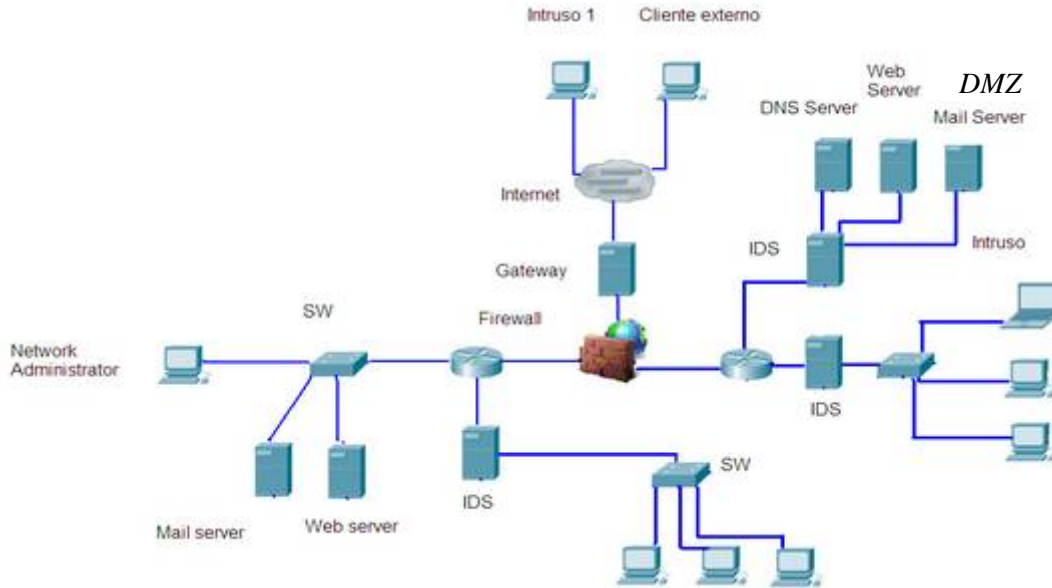 Intruso 1
Cliente externo
Web
Server
DMZ
DNS Server
Mail Server
Internet
IDS
Intruso
Gateway
SW
Firewall
Network
Administrator
IDS
SW
IDS
Mail server
Web server